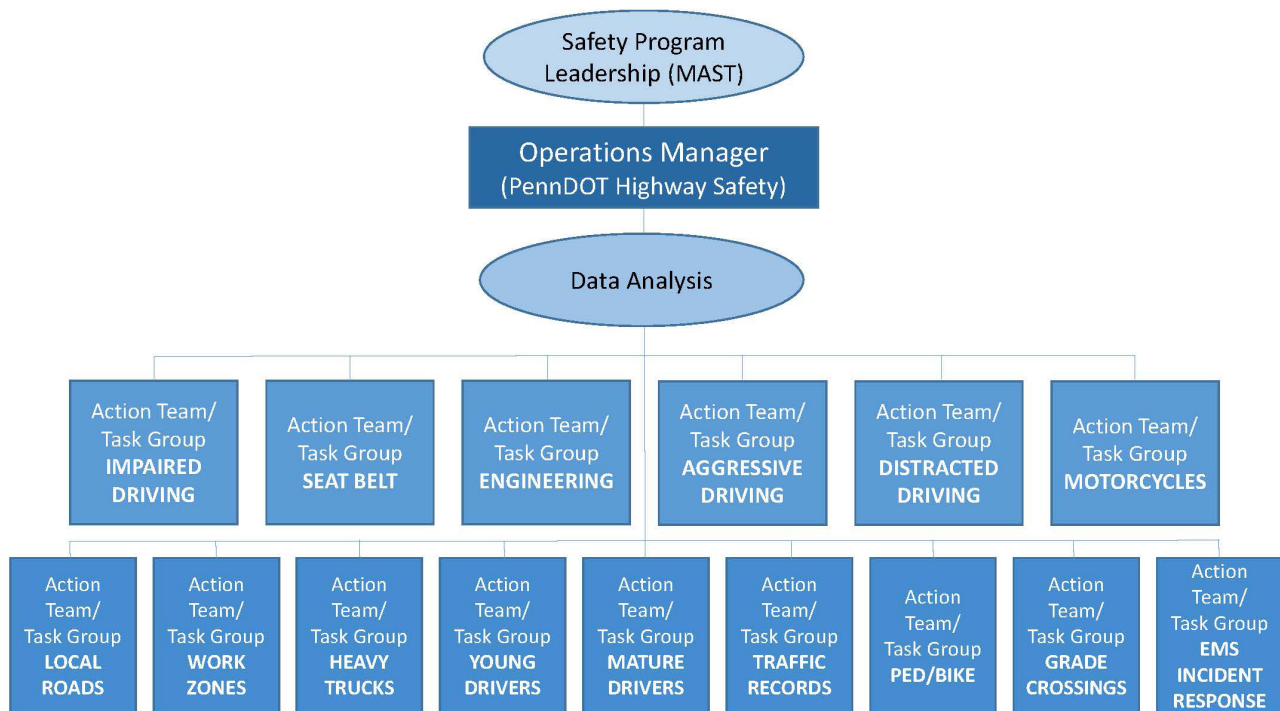 Safety Program
Leadership (MAST)
Operations Manager
(PennDOT Highway Safety)
Data Analysis
Action Team/
Task Group
IMPAIRED
DRIVING
Action Team/
Task Group
SEAT BELT
Action Team/
Task Group
ENGINEERING
Action Team/
Task Group
AGGRESSIVE
DRIVING
Action Team/
Task Group
DISTRACTED
DRIVING
Action Team/
Task Group
MOTORCYCLES
Action
Team/
Task Group
LOCAL
ROADS
Action
Team/
Task Group
WORK
ZONES
Action
Team/
Task Group
HEAVY
TRUCKS
Action
Team/
Task Group
YOUNG
DRIVERS
Action
Team/
Task Group
MATURE
DRIVERS
Action
Team/
Task Group
TRAFFIC
RECORDS
Action
Team/
Task Group
PED/BIKE
Action
Team/
Task Group
GRADE
CROSSINGS
Action
Team/
Task Group
EMS
INCIDENT
RESPONSE